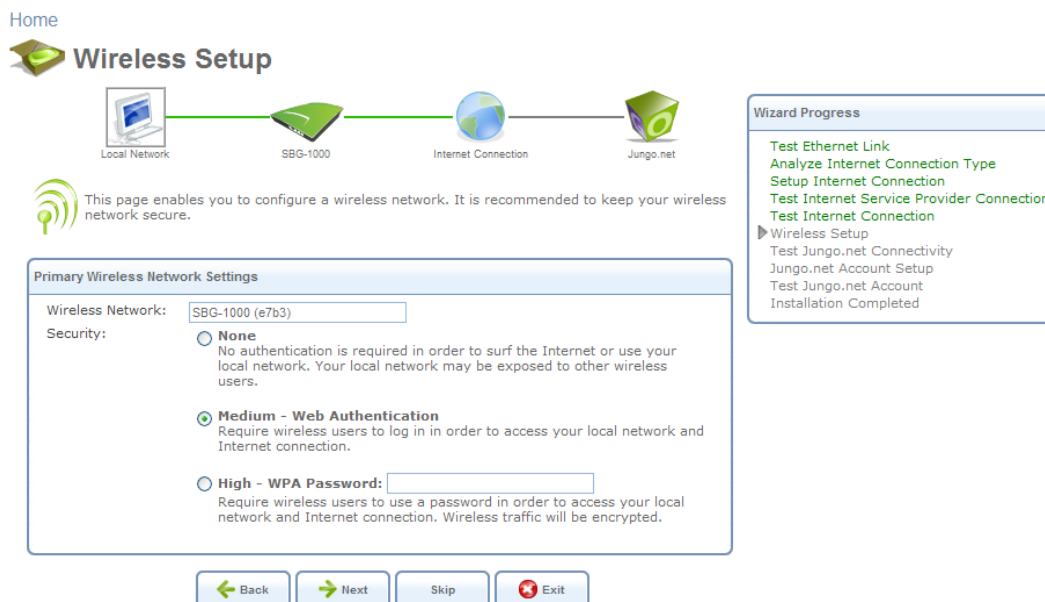 Home
Wireless Setup
Local Network
SBG-1000
Internet Connection
Jungo.net
This page enables you to configure a wireless network. It is recommended to keep your wireless
network secure.
Primary Wireless Network Settings
Wireless Network: SBG-1000 (e7b3)
Security:
None
No authentication is required in order to surf the Internet or use your
local network. Your local network may be exposed to other wireless
users.
Medium - Web Authentication
Require wireless users to log in in order to access your local network and
Internet connection.
High - WPA Password:
Require wireless users to use a password in order to access your local
network and Internet connection. Wireless traffic will be encrypted.
Back
Next
Skip
Exit
Wizard Progress
Test Ethernet Link
Analyze Internet Connection Type
Setup Internet Connection
Test Internet Service Provider Connection
Test Internet Connection
Wireless Setup
Test Jungo.net Connectivity
Jungo.net Account Setup
Test Jungo.net Account
Installation Completed